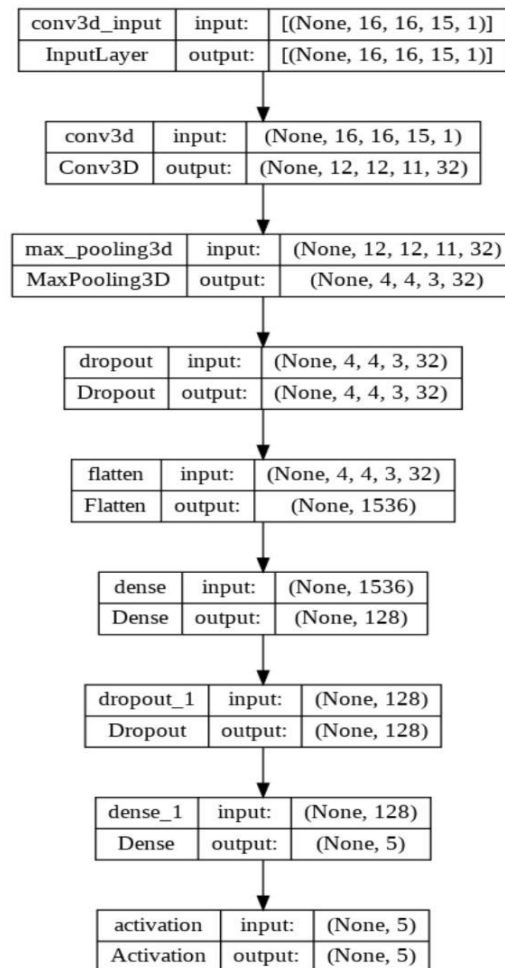 conv3d_input input: [(None, 16, 16, 15, 1)]
InputLayer output: [(None, 16, 16, 15, 1)]
conv3d input: (None, 16, 16, 15, 1)
Conv3D output: (None, 12, 12, 11, 32)
max_pooling3d input: (None, 12, 12, 11, 32)
MaxPooling3D output: (None, 4, 4, 3, 32)
dropout input: (None, 4, 4, 3, 32)
Dropout output: (None, 4, 4, 3, 32)
flatten input: (None, 4, 4, 3, 32)
Flatten output: (None, 1536)
dense input: (None, 1536)
Dense output: (None, 128)
dropout_1 input: (None, 128)
Dropout output: (None, 128)
dense_1 input: (None, 128)
Dense output: (None, 5)
activation input: (None, 5)
Activation output: (None, 5)